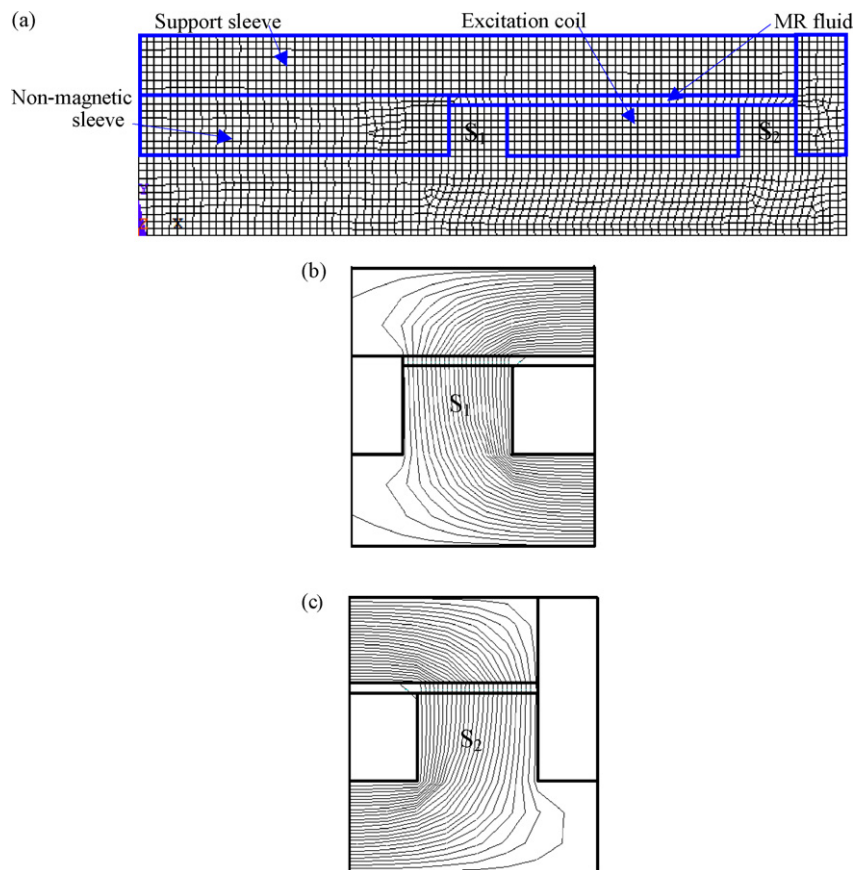 (a)
Support sleeve
Excitation coil
MR fluid
Non-magnetic
sleeve
S1
S2
X
(b)
S1
(c)
S2